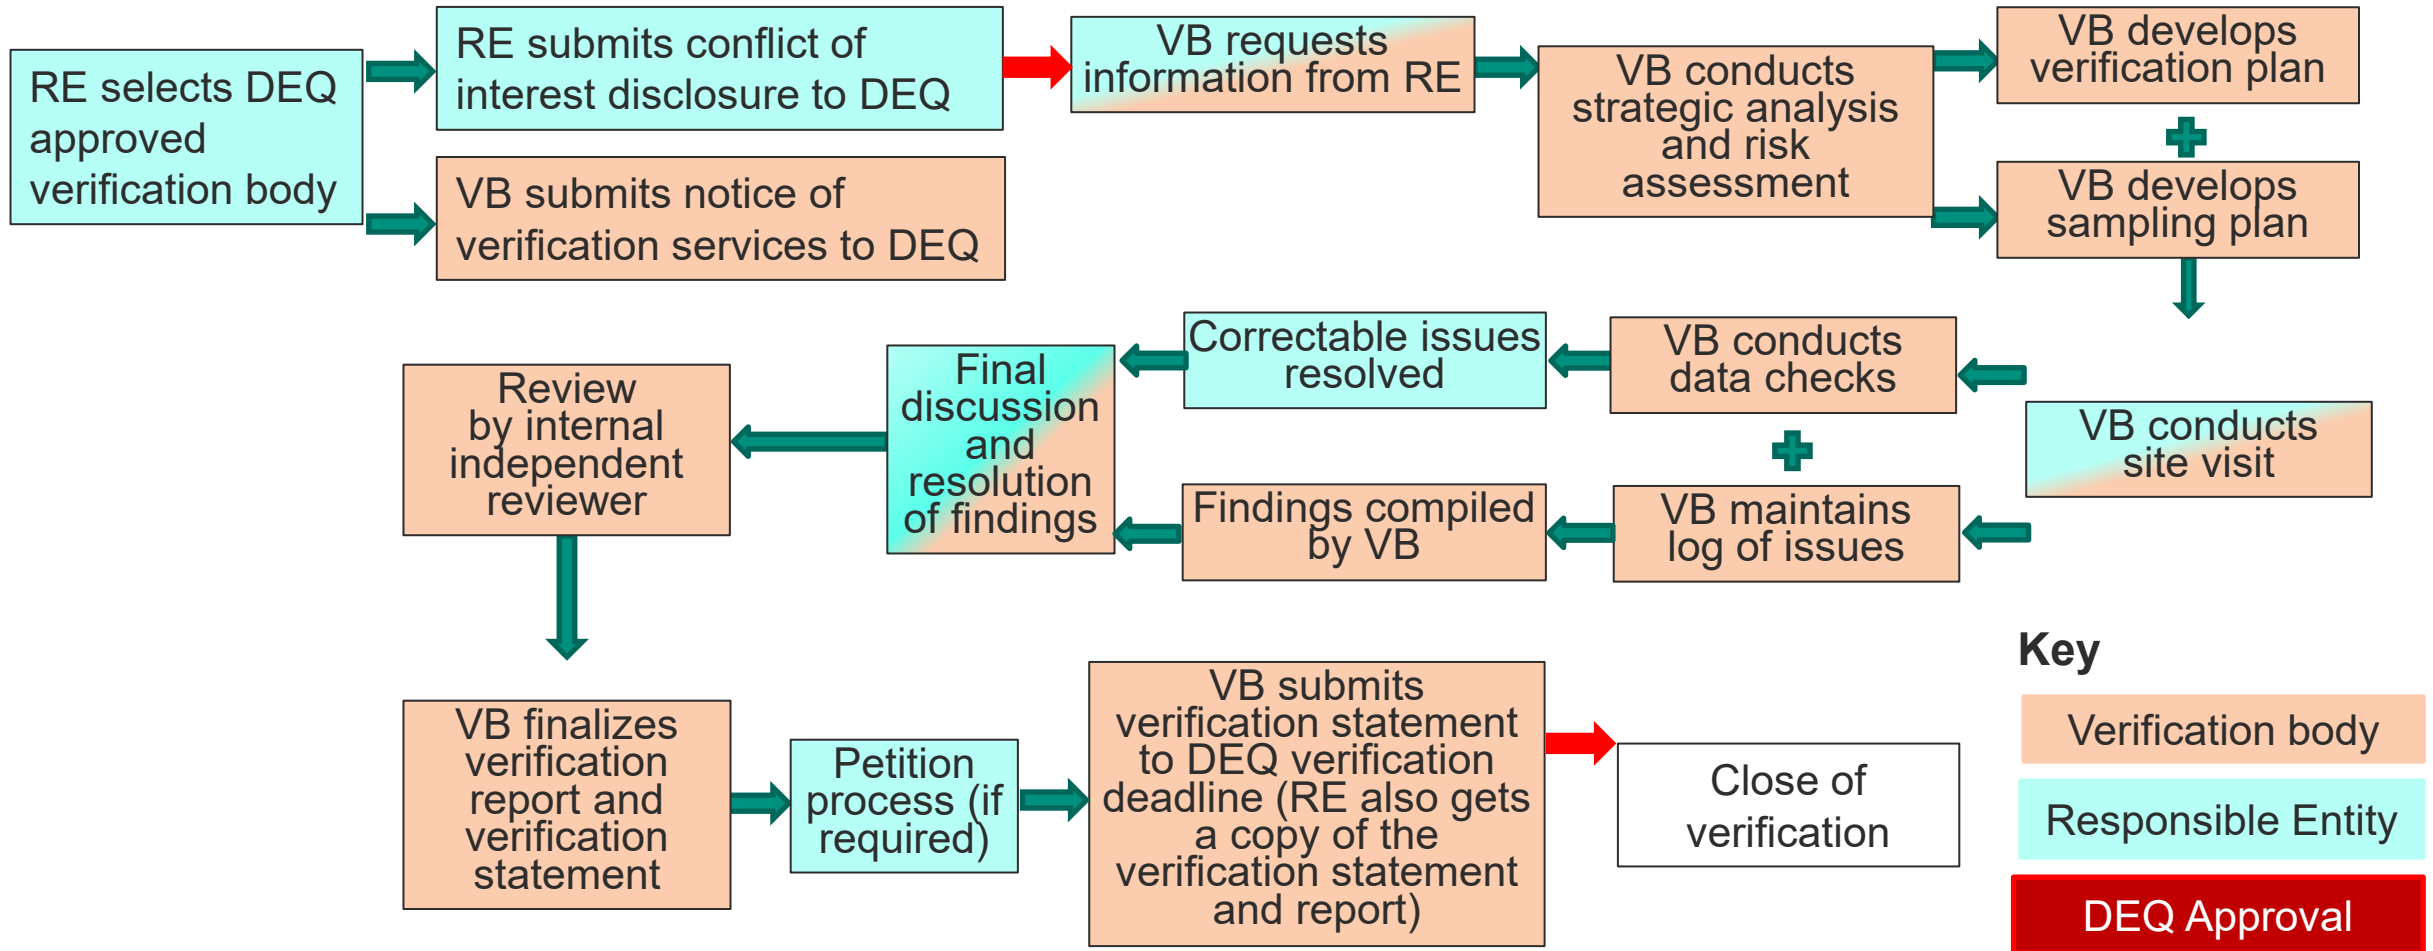 RE selects DEQ
approved
verification body
RE submits conflict of
interest disclosure to DEQ
VB submits notice of
verification services to DEQ
VB requests
information from RE
VB conducts
strategic analysis
and risk
assessment
VB develops
verification plan
VB develops
sampling plan
VB conducts
site visit
VB conducts
data checks
VB maintains
log of issues
Correctable issues
resolved
Findings compiled
by VB
Final
discussion
and
resolution
of findings
Review
by internal
independent
reviewer
VB finalizes
verification
report and
verification
statement
Petition
process (if
required)
VB submits
verification statement
to DEQ verification
deadline (RE also gets
a copy of the
verification statement
and report)
Close of
verification
Key
Verification body
Responsible Entity
DEQ Approval